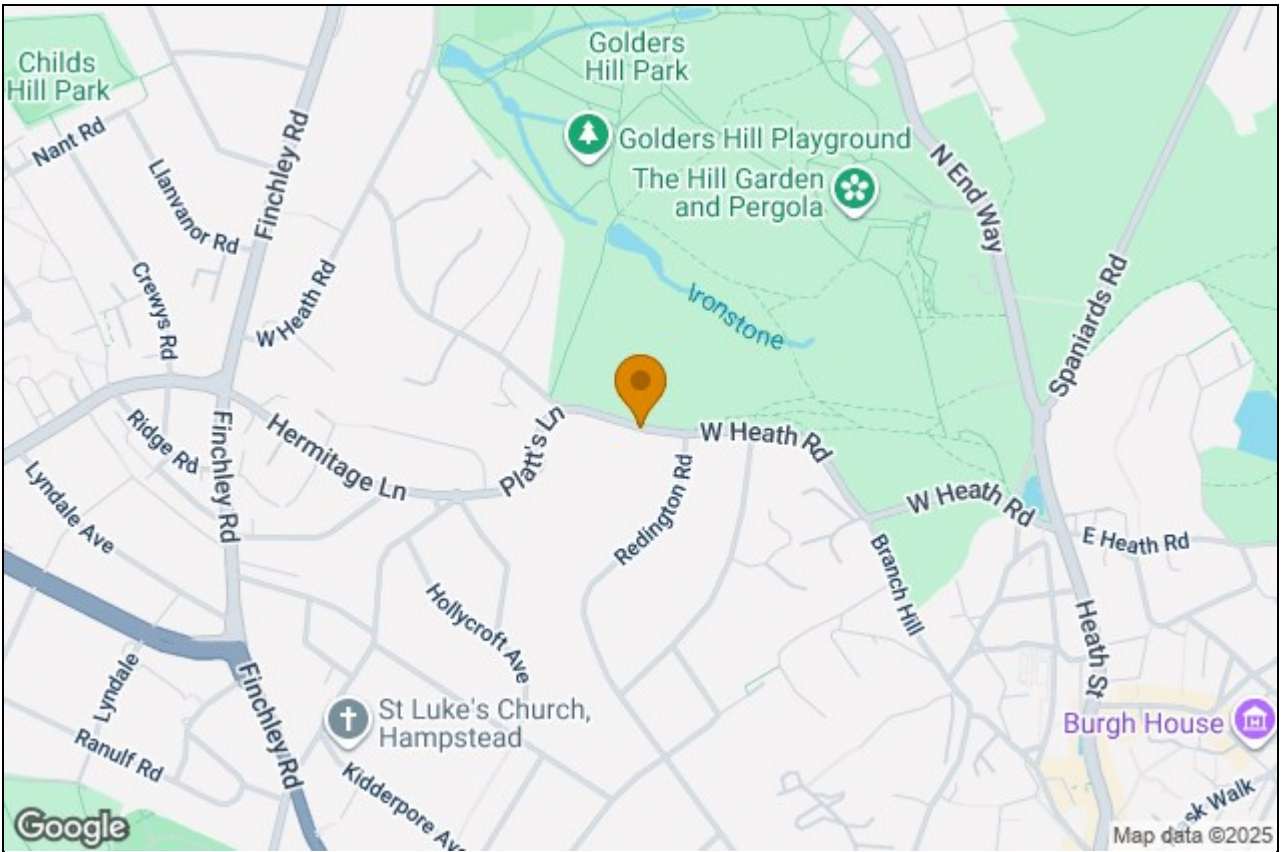 Childs
Hill Park
Golders
Hill Park
Nant Rd
Finchley Rd
Golders Hill Playground
The Hill Garden
and Pergola
N End Way
Llanvanor Rd
Crewys Rd
W Heath Rd
Ironstone
Spaniards Rd
Ridge Rd
Finchley Rd
Hermitage Ln
Platt's Ln
W Heath Rd
Lyndale Ave
Redington Rd
W Heath Rd
E Heath Rd
Branch Hill
Hollycroft Ave
Heath St
Lyndale
Finchley Rd
St Luke's Church,
Hampstead
Burgh House
Ranulf Rd
Kidderpore Av
sk Walk
Google
Map data ©2025